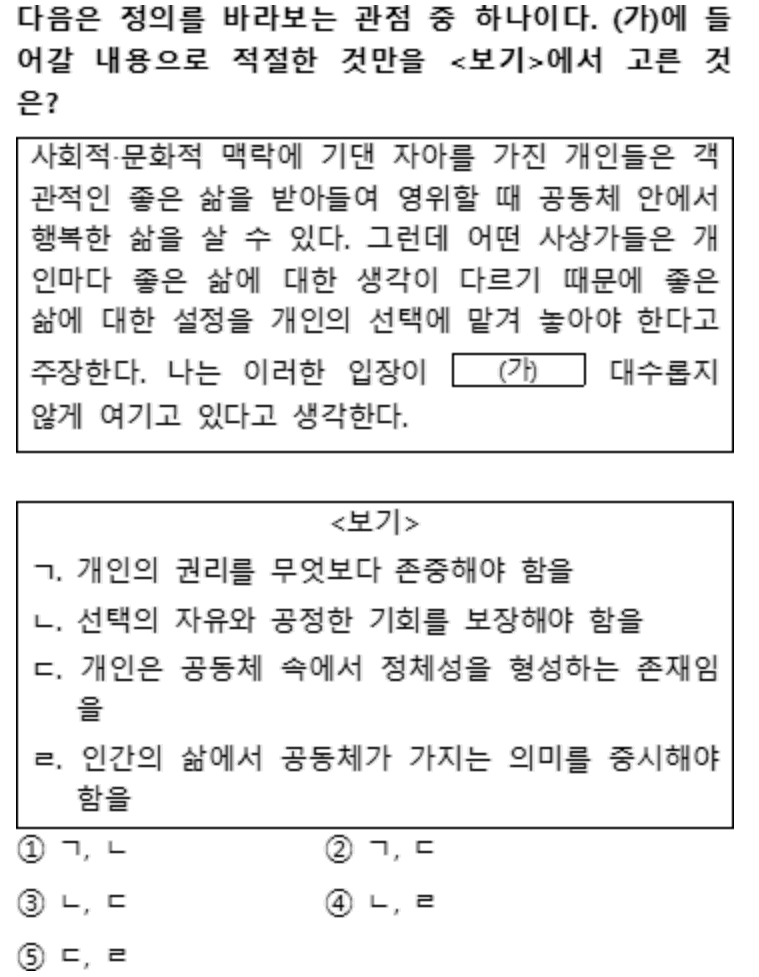 다음은 정의를 바라보는 관점 중 하나이다. (가)에 들
어갈 내용으로 적절한 것만을 <보기>에서 고른 것
은?
사회적·문화적 맥락에 기댄 자아를 가진 개인들은 객
관적인 좋은 삶을 받아들여 영위할 때 공동체 안에서
행복한 삶을 살 수 있다. 그런데 어떤 사상가들은 개
인마다 좋은 삶에 대한 생각이 다르기 때문에 좋은
삶에 대한 설정을 개인의 선택에 맡겨 놓아야 한다고
주장한다. 나는 이러한 입장이 (가) 대수롭지
않게 여기고 있다고 생각한다.
<보기>
ㄱ. 개인의 권리를 무엇보다 존중해야 함을
ㄴ. 선택의 자유와 공정한 기회를 보장해야 함을
ㄷ. 개인은 공동체 속에서 정체성을 형성하는 존재임
을
ㄹ. 인간의 삶에서 공동체가 가지는 의미를 중시해야
함을
① ㄱ, ㄴ ② ㄱ, ㄷ
③ ㄴ, ㄷ ④ ㄴ, ㄹ
⑤ ㄷ, ㄹ